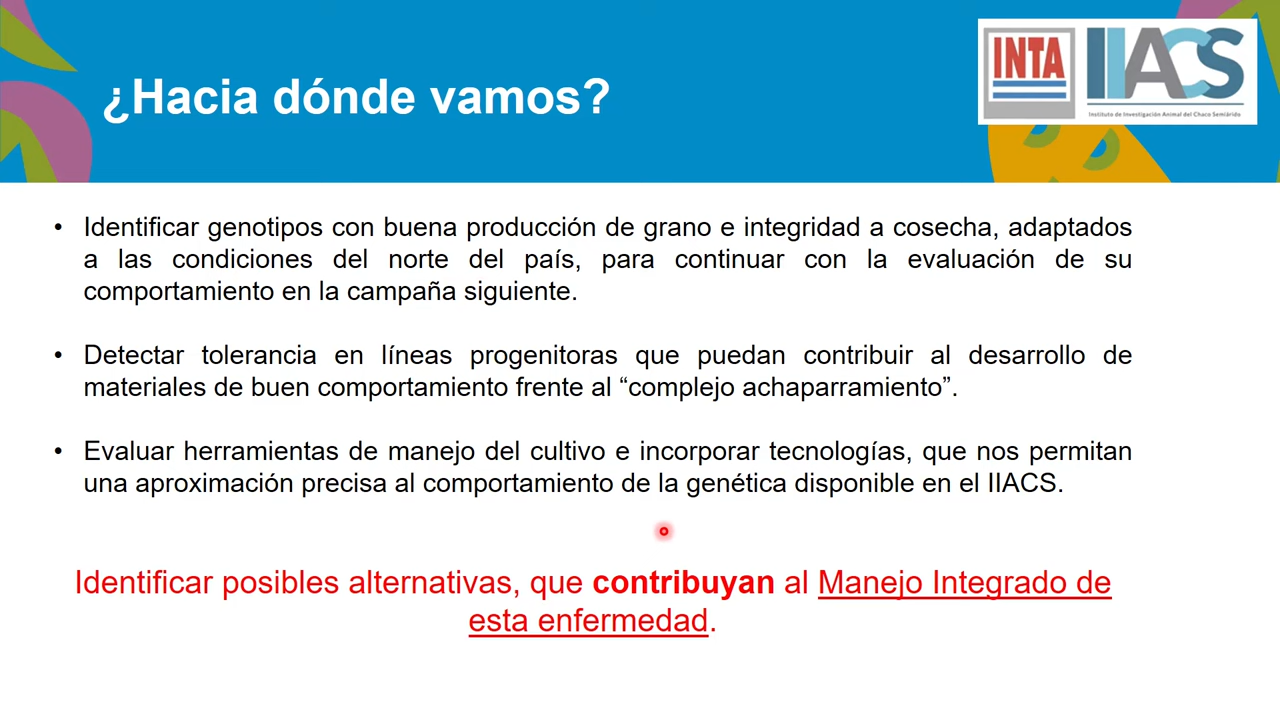 ¿Hacia dónde vamos?
INTA
IIACS
Instituto de Investigación Animal del Chaco Semiárido
• Identificar genotipos con buena producción de grano e integridad a cosecha, adaptados
a las condiciones del norte del país, para continuar con la evaluación de su
comportamiento en la campaña siguiente.
• Detectar tolerancia en líneas progenitoras que puedan contribuir al desarrollo de
materiales de buen comportamiento frente al “complejo achaparramiento”.
• Evaluar herramientas de manejo del cultivo e incorporar tecnologías, que nos permitan
una aproximación precisa al comportamiento de la genética disponible en el IIACS.
Identificar posibles alternativas, que contribuyan al Manejo Integrado de
esta enfermedad.